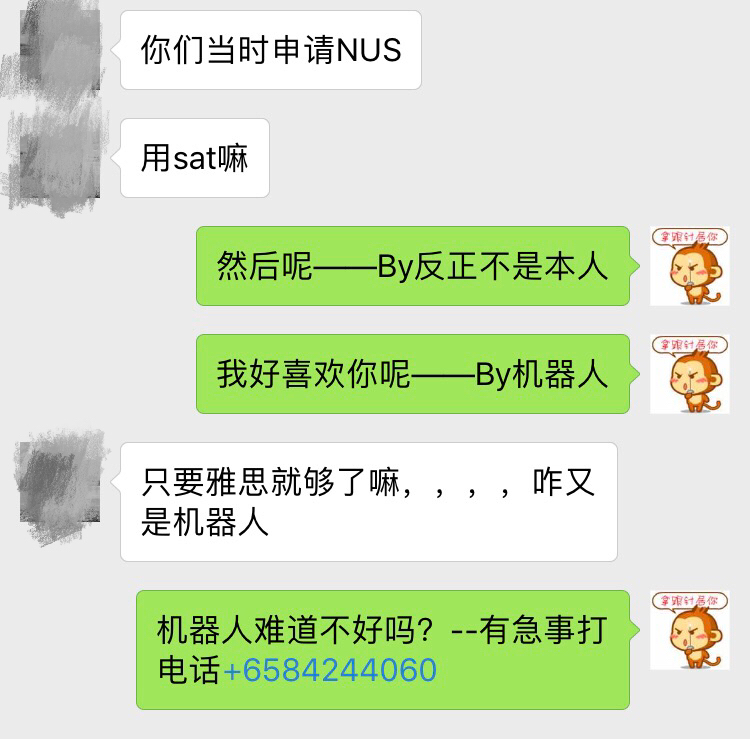 你们当时申请NUS
用sat嘛
然后呢——By反正不是本人
拿跟针扈你
我好喜欢你呢——By机器人
拿跟针扈你
只要雅思就够了嘛，，，，咋又
是机器人
机器人难道不好吗？--有急事打
电话+6584244060
拿跟针扈你